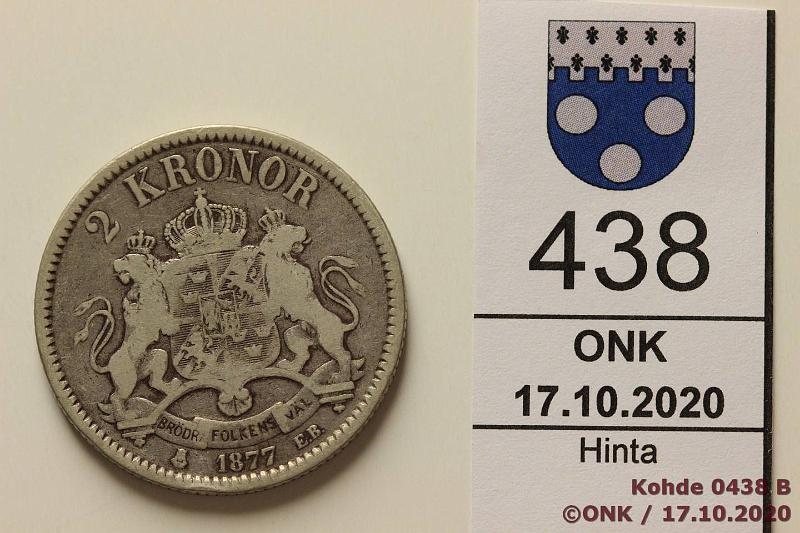 2 KRONOR
BRÖDR. FOLKENS VÄL
1877 E.B.
438
ONK
17.10.2020
Hinta
Kohde 0438 B
©ONK / 17.10.2020